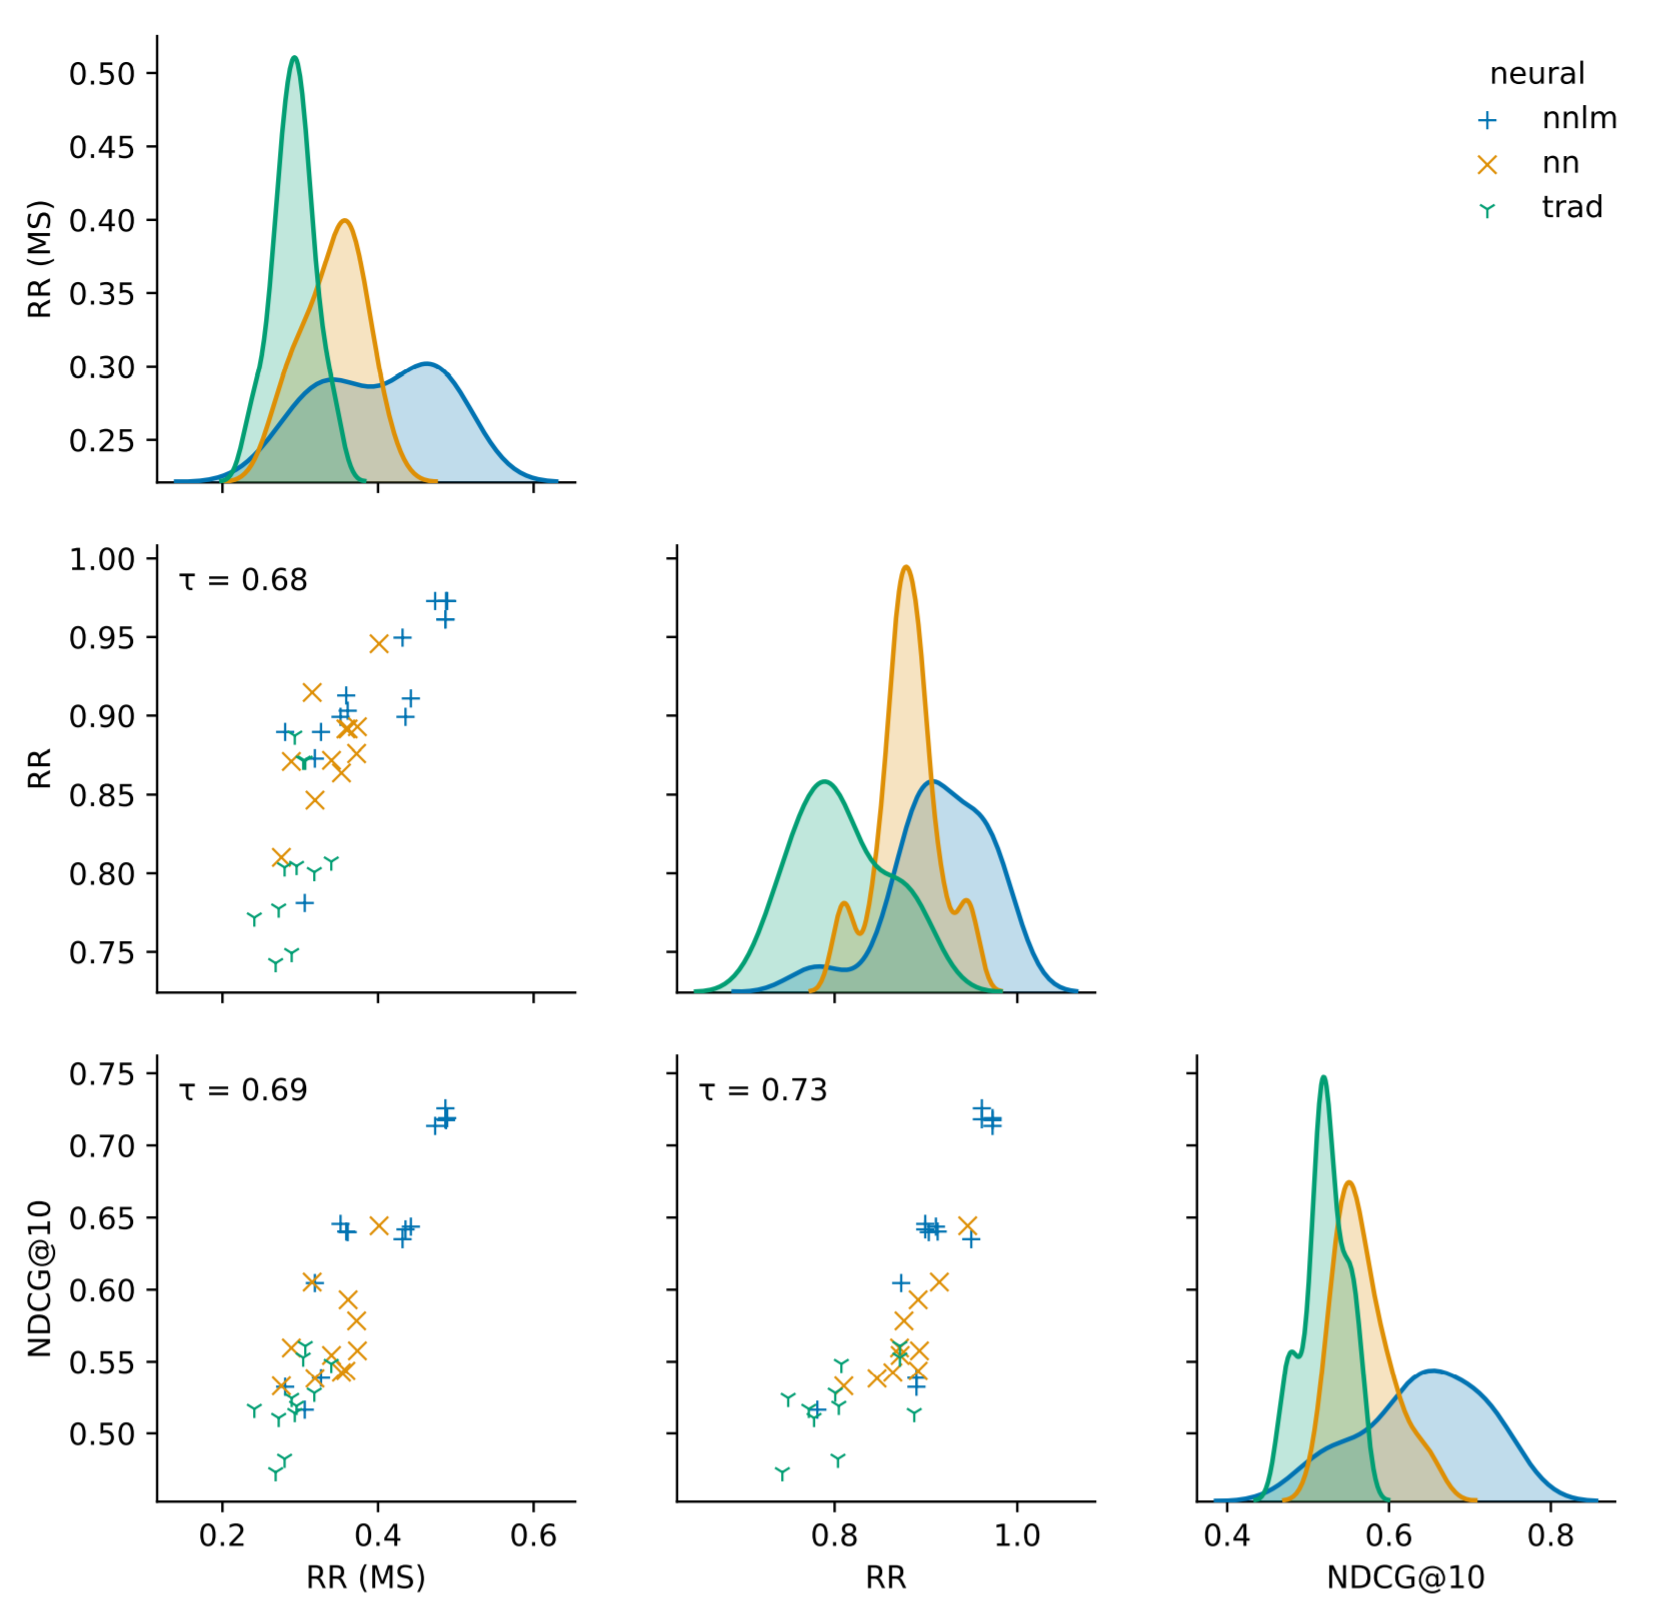 neural
nnlm
nn
trad
RR (MS)
0.50
0.45
0.40
0.35
0.30
0.25
τ = 0.68
RR
1.00
0.95
0.90
0.85
0.80
0.75
τ = 0.69
τ = 0.73
NDCG@10
0.75
0.70
0.65
0.60
0.55
0.50
0.2 0.4 0.6
0.8 1.0
0.4 0.6 0.8
RR (MS)
RR
NDCG@10